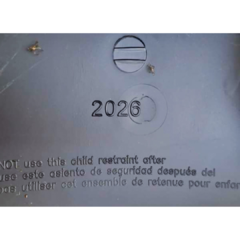 2026
NOT use this child restraint after
use este asiento de seguridad después del
pas utiliser cet ensemble de retenue pour enfan